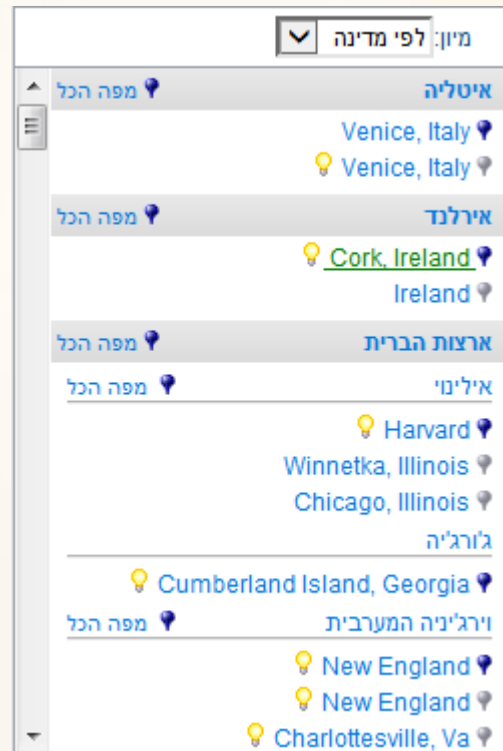 מיון: לפי מדינה
איטליה מפה הכל
Venice, Italy
Venice, Italy
אירלנד מפה הכל
Cork, Ireland
Ireland
ארצות הברית מפה הכל
אילינוי מפה הכל
Harvard
Winnetka, Illinois
Chicago, Illinois
ג'ורג'יה
Cumberland Island, Georgia
וירג'יניה המערבית מפה הכל
New England
New England
Charlottesville, Va